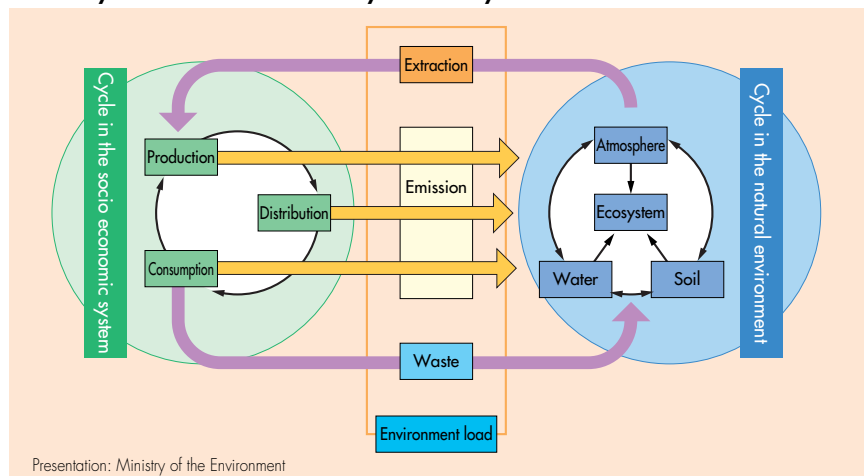 Extraction
Cycle in the socio economic system
Cycle in the natural environment
Production
Atmosphere
Emission
Distribution
Ecosystem
Consumption
Water
Soil
Waste
Environment load
Presentation: Ministry of the Environment